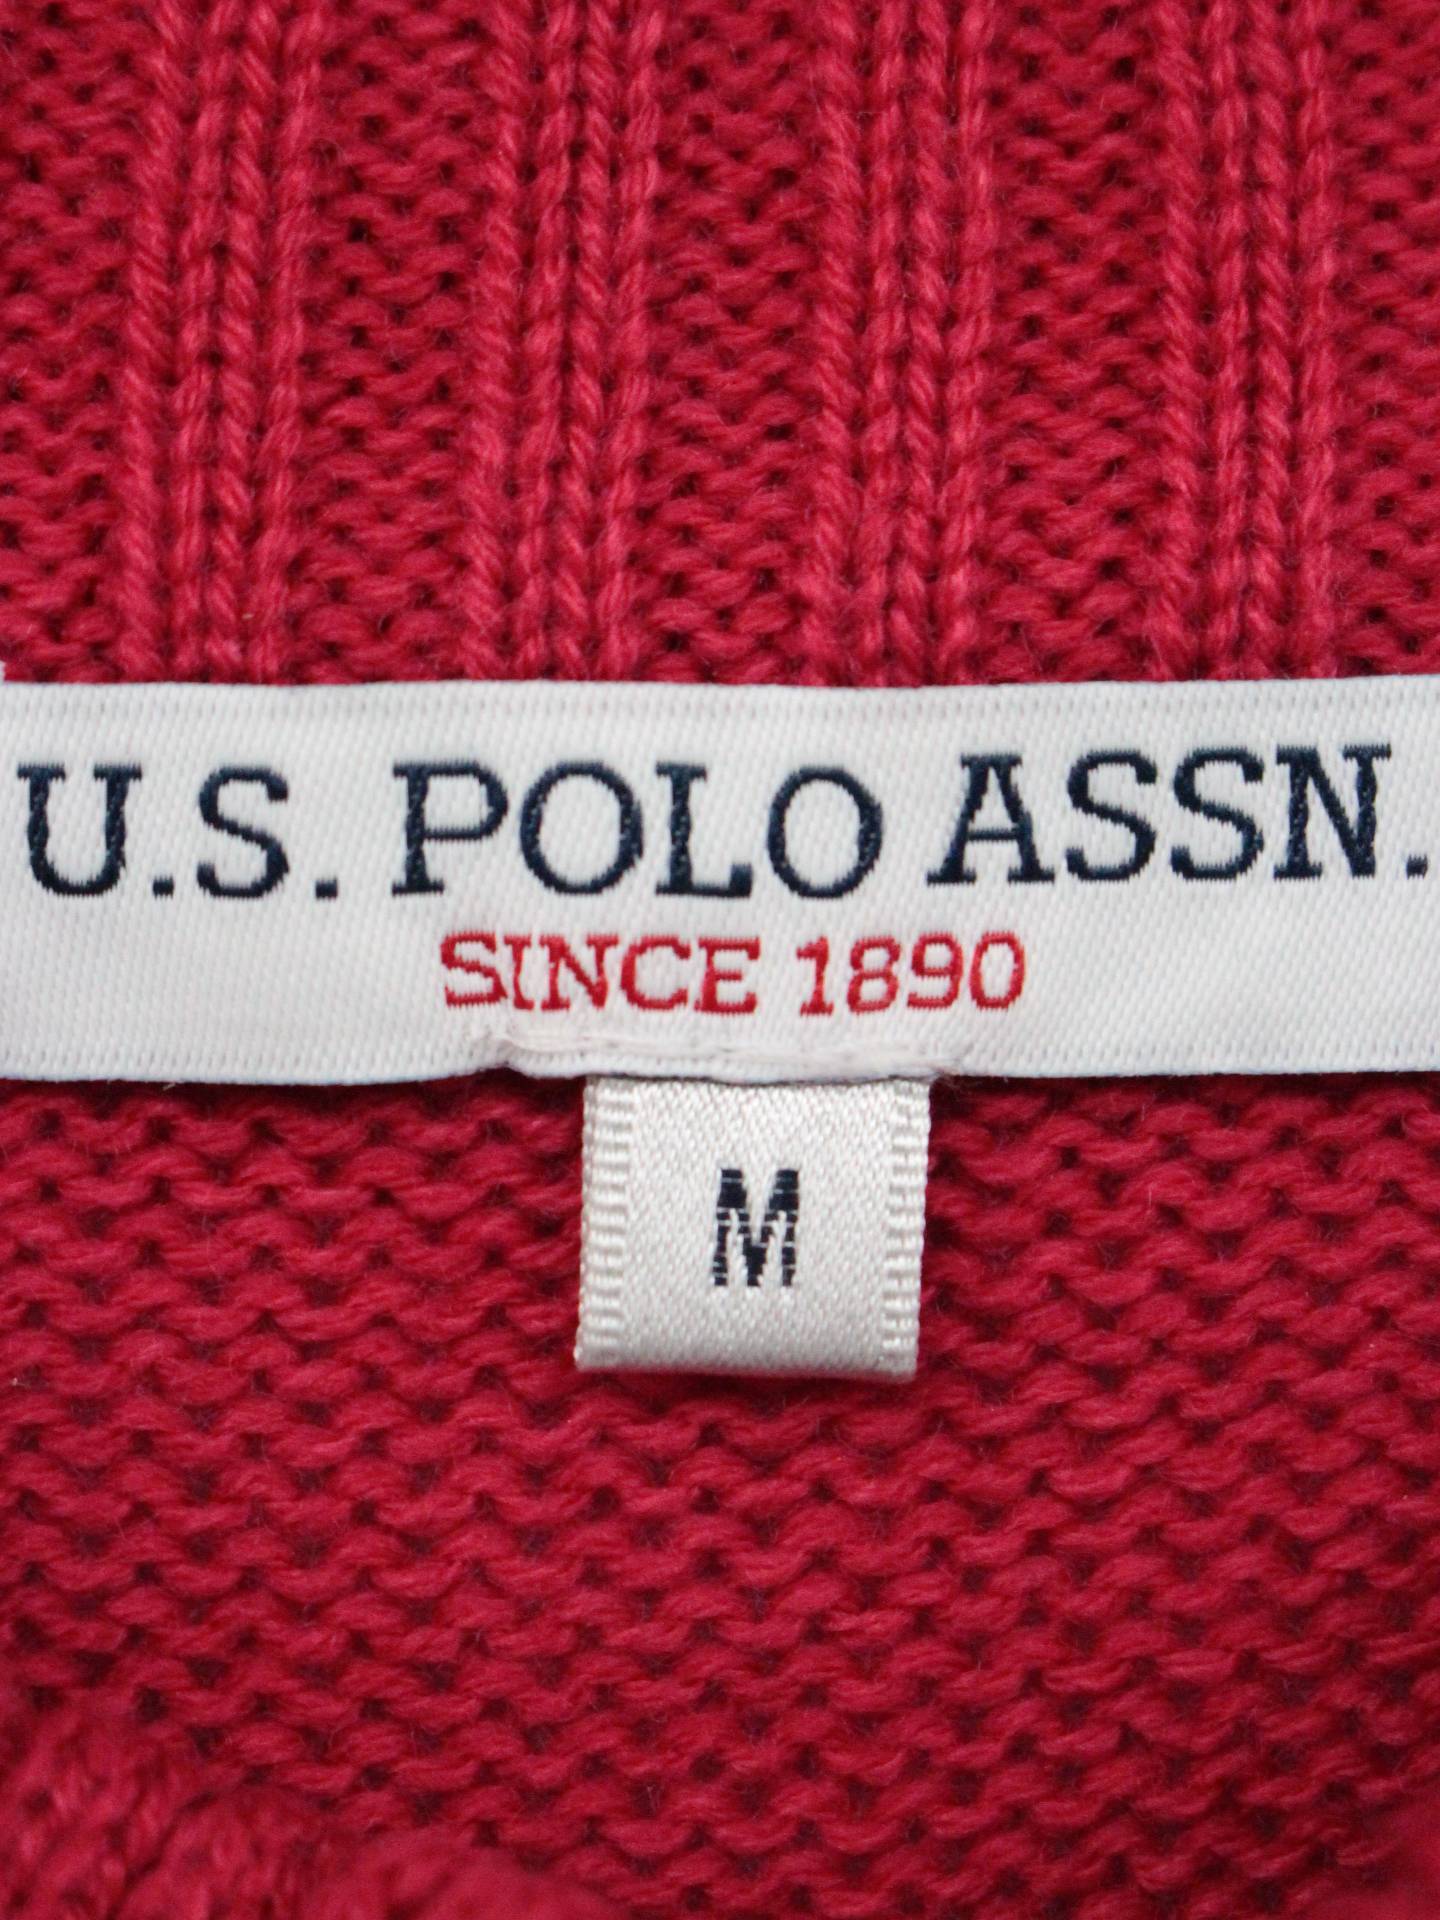 U.S. POLO ASSN.
SINCE 1890
M